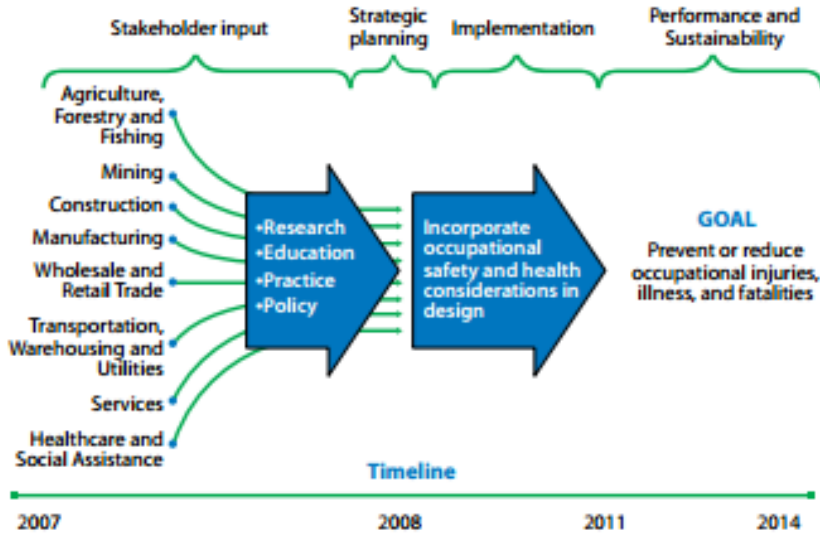 Stakeholder input
Strategic
planning
Implementation
Performance and
Sustainability
Agriculture,
Forestry and
Fishing
Mining
Construction
Manufacturing
Wholesale and
Retail Trade
Transportation,
Warehousing and
Utilities
Services
Healthcare and
Social Assistance
•Research
•Education
•Practice
•Policy
Incorporate
occupational
safety and health
considerations in
design
GOAL
Prevent or reduce
occupational injuries,
illness, and fatalities
Timeline
2007
2008
2011
2014